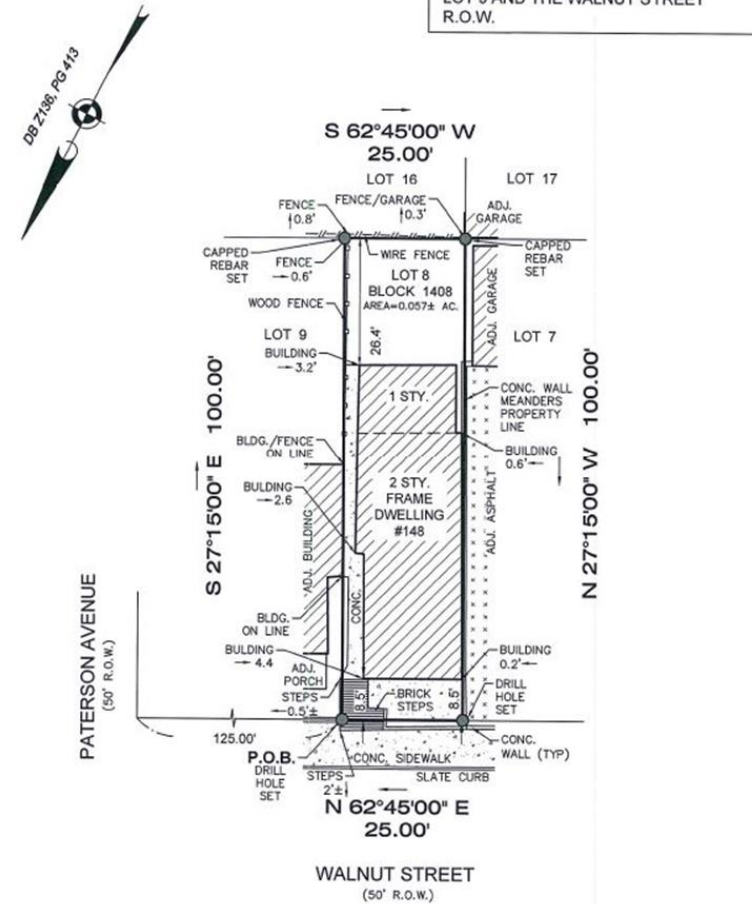 LOT 9 AND THE WALNUT STREET
R.O.W.
DB Z136, PG 413
S 62°45'00" W
25.00'
LOT 16
LOT 17
FENCE
0.8'
FENCE/GARAGE
0.3'
ADJ.
GARAGE
CAPPED
REBAR
SET
FENCE
0.6'
WIRE FENCE
CAPPED
REBAR
SET
LOT 8
BLOCK 1408
AREA=0.057± AC.
WOOD FENCE
ADJ. GARAGE
LOT 9
26.4'
LOT 7
BUILDING
3.2'
1 STY.
CONC. WALL
MEANDERS
PROPERTY
LINE
S 27°15'00" E 100.00'
N 27°15'00" W 100.00'
BLDG./FENCE
ON LINE
BUILDING
0.6'
BULDING
2.6
2 STY.
FRAME
DWELLING
#148
ADJ. ASPHALT
ADJ. BUILDING
CONC.
BLDG.
ON LINE
PATERSON AVENUE
(50' R.O.W.)
BULDING
4.4
BUILDING
0.2'
ADJ.
PORCH
STEPS
0.5'±
8.5'
BRICK
STEPS
8.5'
DRILL
HOLE
SET
125.00'
P.O.B.
DRILL
HOLE
SET
CONC. SIDEWALK
CONC.
WALL (TYP)
STEPS
2'±
SLATE CURB
N 62°45'00" E
25.00'
WALNUT STREET
(50' R.O.W.)